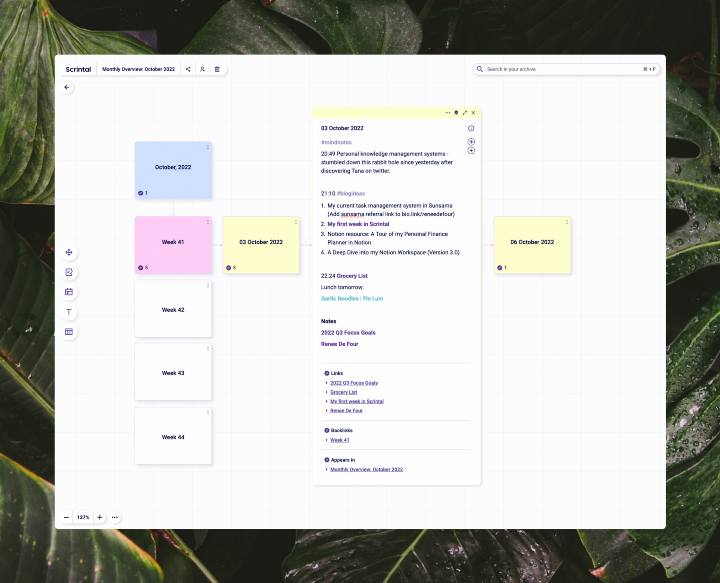 Scrintal
Monthly Overview: October 2022
Search in your archive
⌘ + F
October, 2022
1
Week 41
5
03 October 2022
5
Week 42
Week 43
Week 44
03 October 2022
#mindnotes
20:49 Personal knowledge management systems -
stumbled down this rabbit hole since yesterday after
discovering Tana on twitter.
21:10 #blogideas
1. My current task management system in Sunsama
(Add sunsama referral link to bio.link/reneedefour)
2. My first week in Scrintal
3. Notion resource: A Tour of my Personal Finance
Planner in Notion
4. A Deep Dive into my Notion Workspace (Version 3.0)
22:24 Grocery List
Lunch tomorrow:
Garlic Noodles | Flo Lum
Notes
2022 Q3 Focus Goals
Renee De Four
Links
2022 Q3 Focus Goals
Grocery List
My first week in Scrintal
Renee De Four
Backlinks
Week 41
Appears in
Monthly Overview: October 2022
06 October 2022
1
T
127%